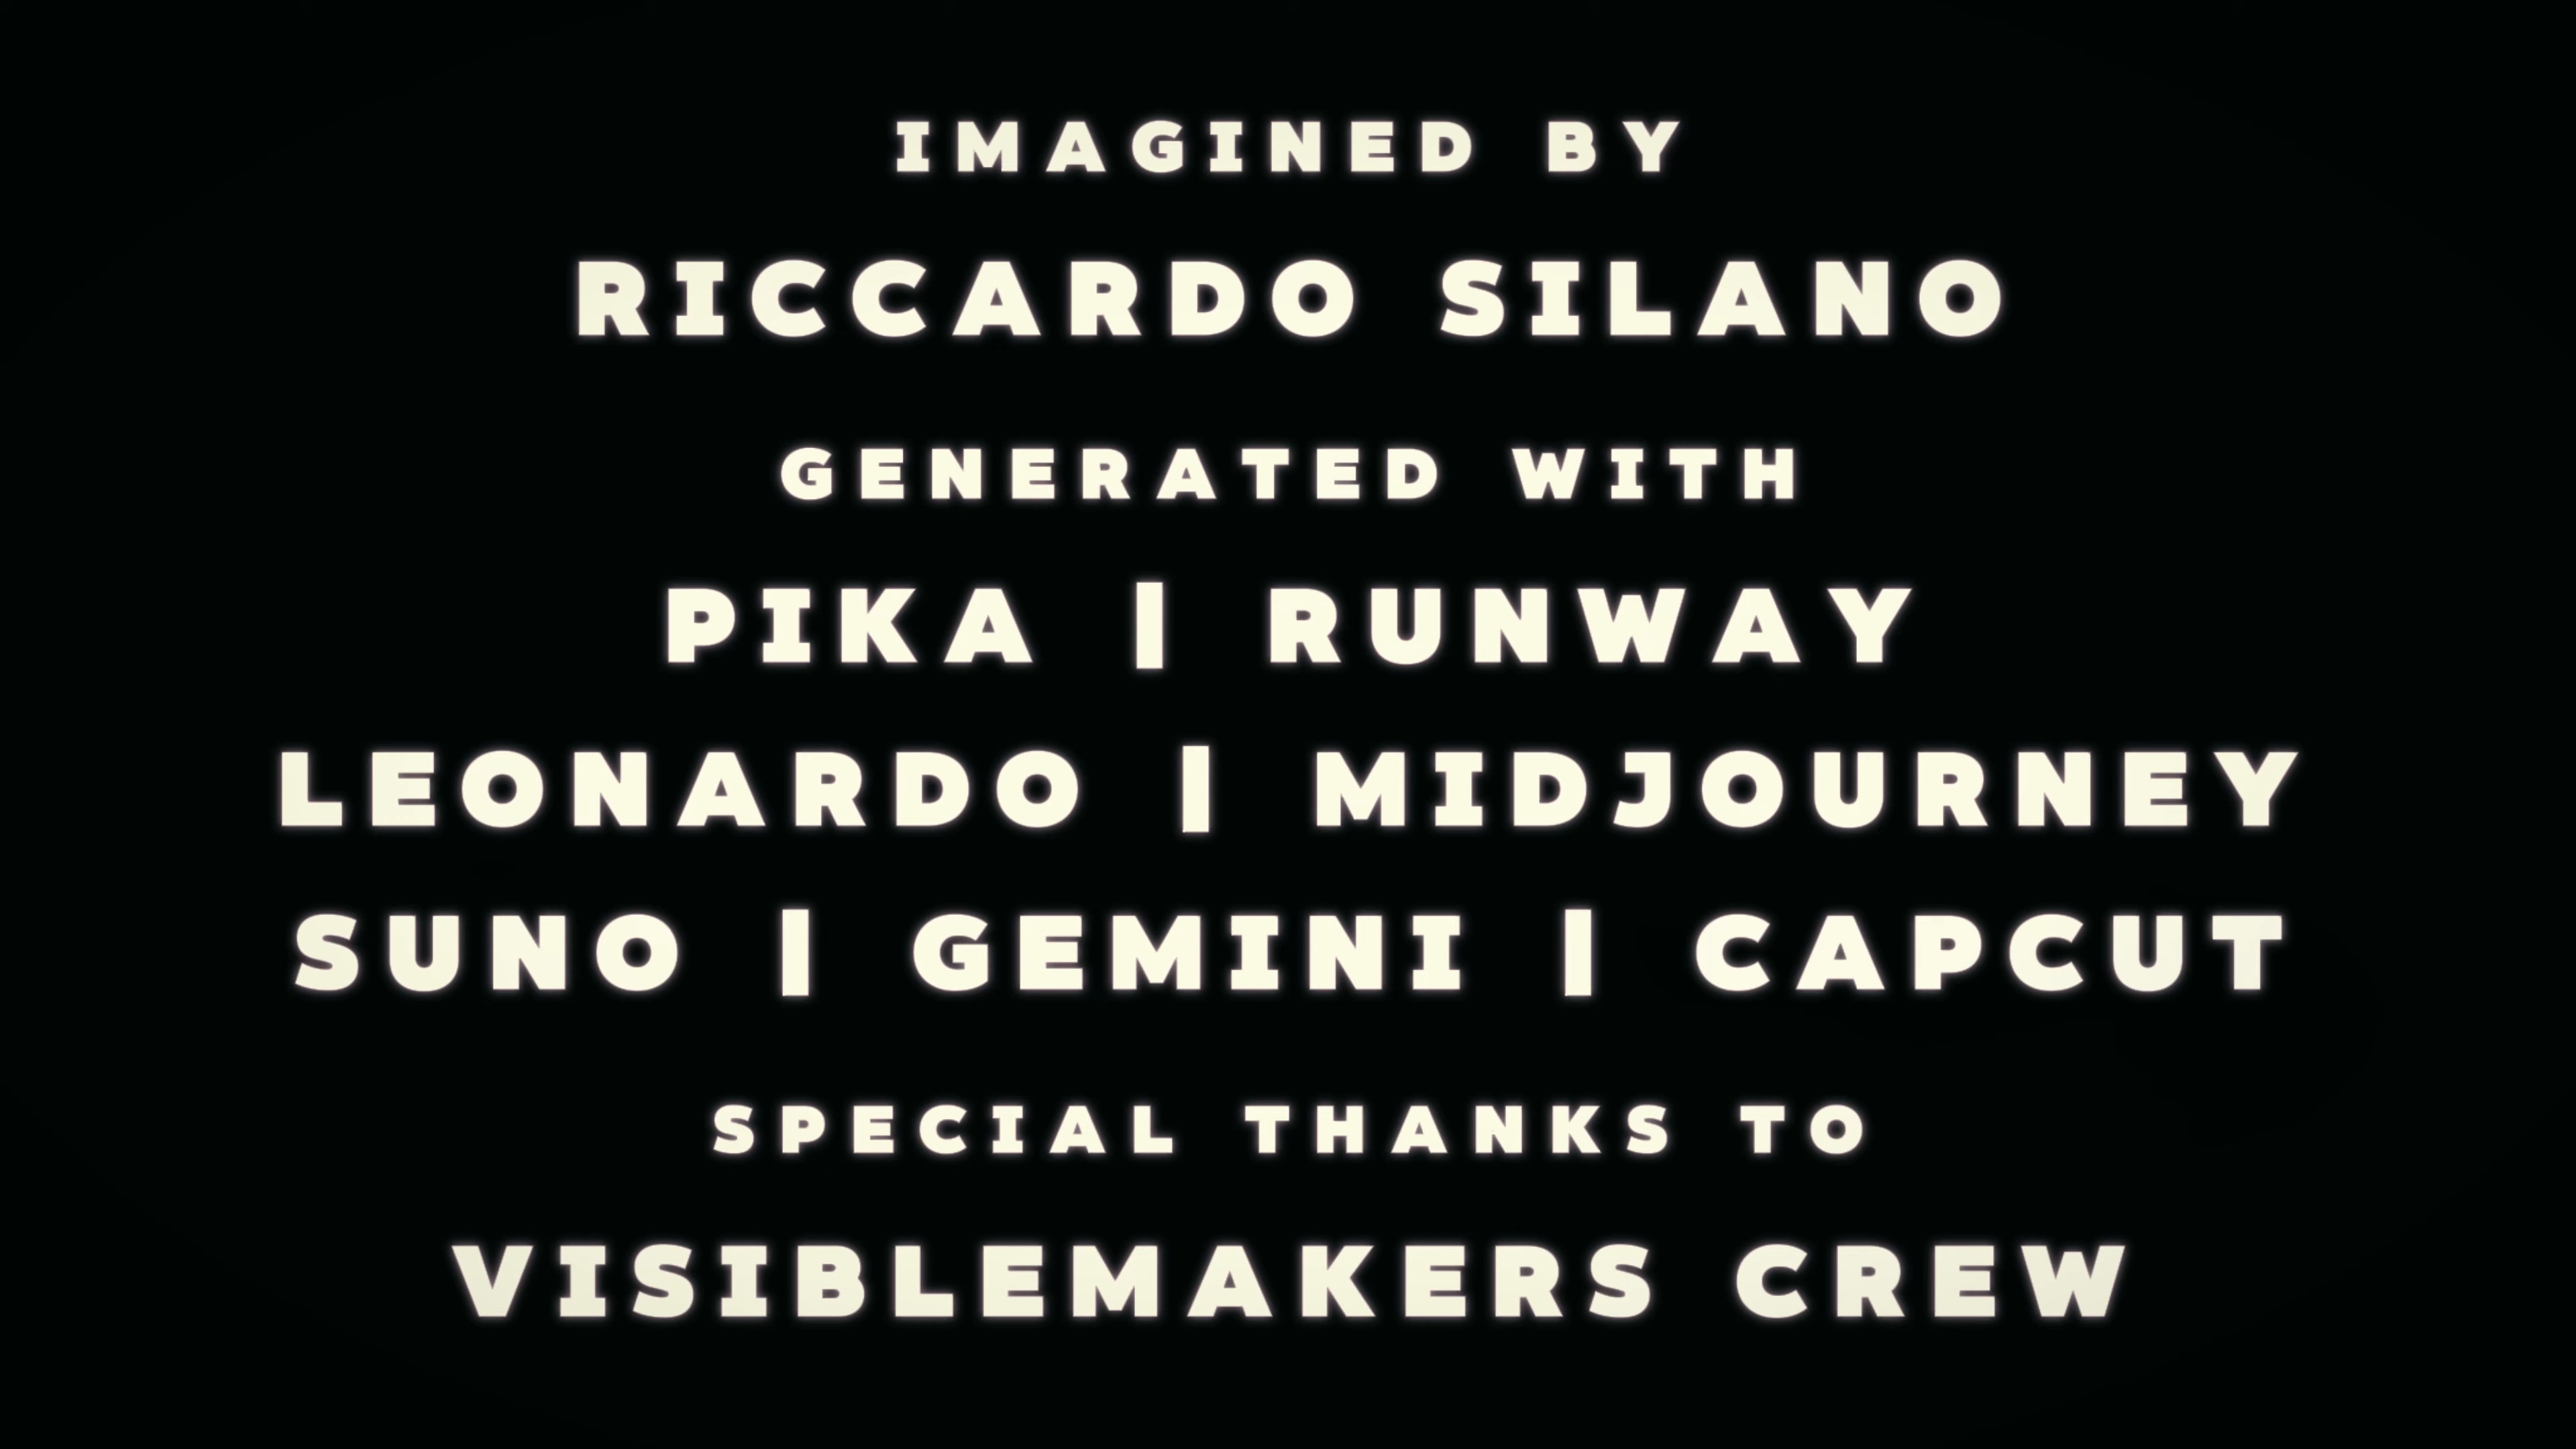 IMAGINED BY
RICCARDO SILANO
GENERATED WITH
PIKA | RUNWAY
LEONARDO | MIDJOURNEY
SUNO | GEMINI | CAPCUT
SPECIAL THANKS TO
VISIBLEMAKERS CREW